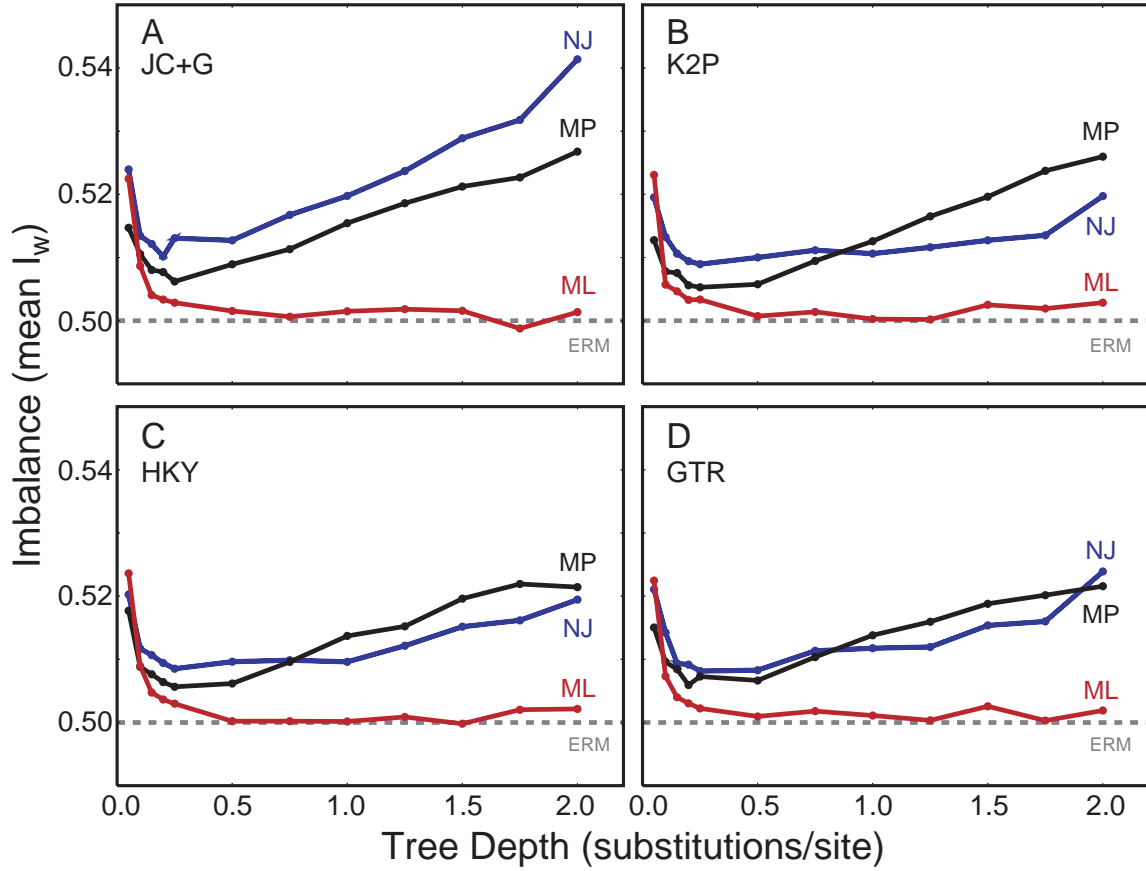 A
JC+G
NJ
MP
ML
ERM
0.54
0.52
0.50
B
K2P
MP
NJ
ML
ERM
Imbalance (mean I_w)
C
HKY
MP
NJ
ML
ERM
0.54
0.52
0.50
D
GTR
NJ
MP
ML
ERM
0.0 0.5 1.0 1.5 2.0
0.0 0.5 1.0 1.5 2.0
Tree Depth (substitutions/site)